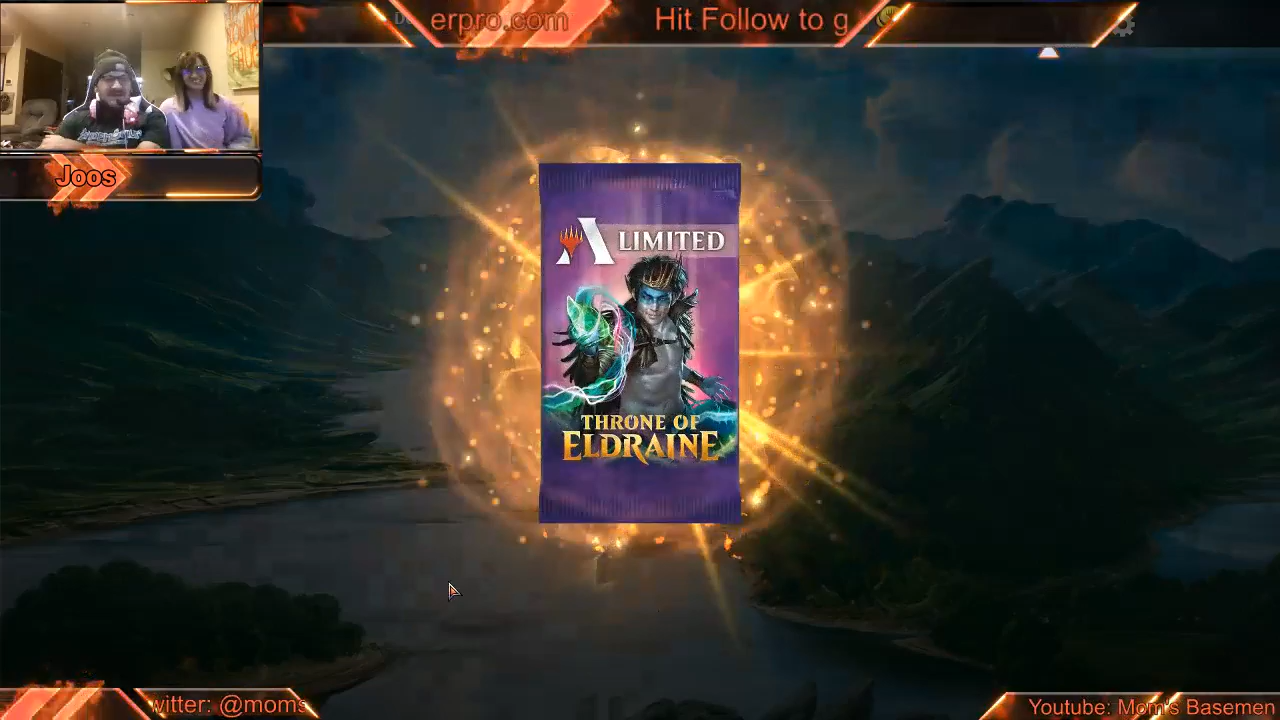 erpro.com Hit Follow to g
Joos
LIMITED
THRONE OF
ELDRAINE
witter: @moms
Youtube: Mom's Basemen